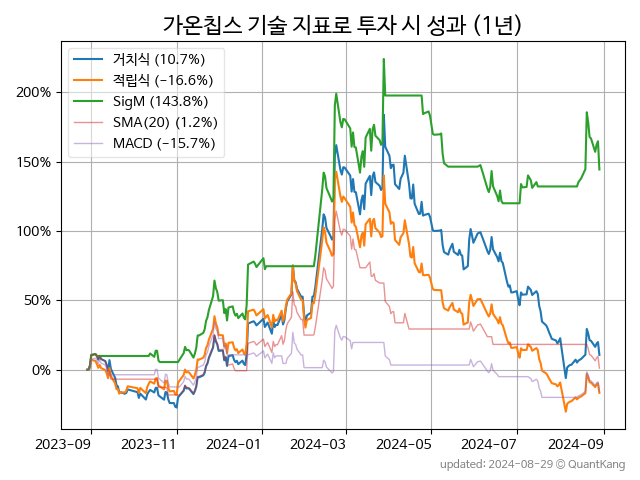 가온칩스 기술 지표로 투자 시 성과 (1년)
거치식 (10.7%)
적립식 (−16.6%)
SigM (143.8%)
SMA(20) (1.2%)
MACD (−15.7%)
200%
150%
100%
50%
0%
2023-09 2023-11 2024-01 2024-03 2024-05 2024-07 2024-09
updated: 2024-08-29 © QuantKang